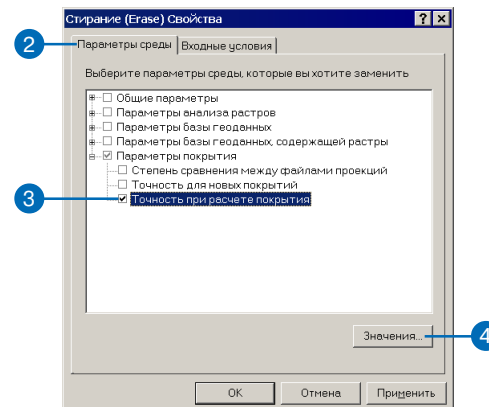 Стирание (Erase) Свойства
2
Параметры среды Входные условия
Выберите параметры среды, которые вы хотите заменить
Общие параметры
Параметры анализа растров
Параметры базы геоданных
Параметры базы геоданных, содержащей растры
Параметры покрытия
Степень сравнения между файлами проекций
Точность для новых покрытий
3
Точность при расчете покрытия
Значения...
4
OK Отмена Применить